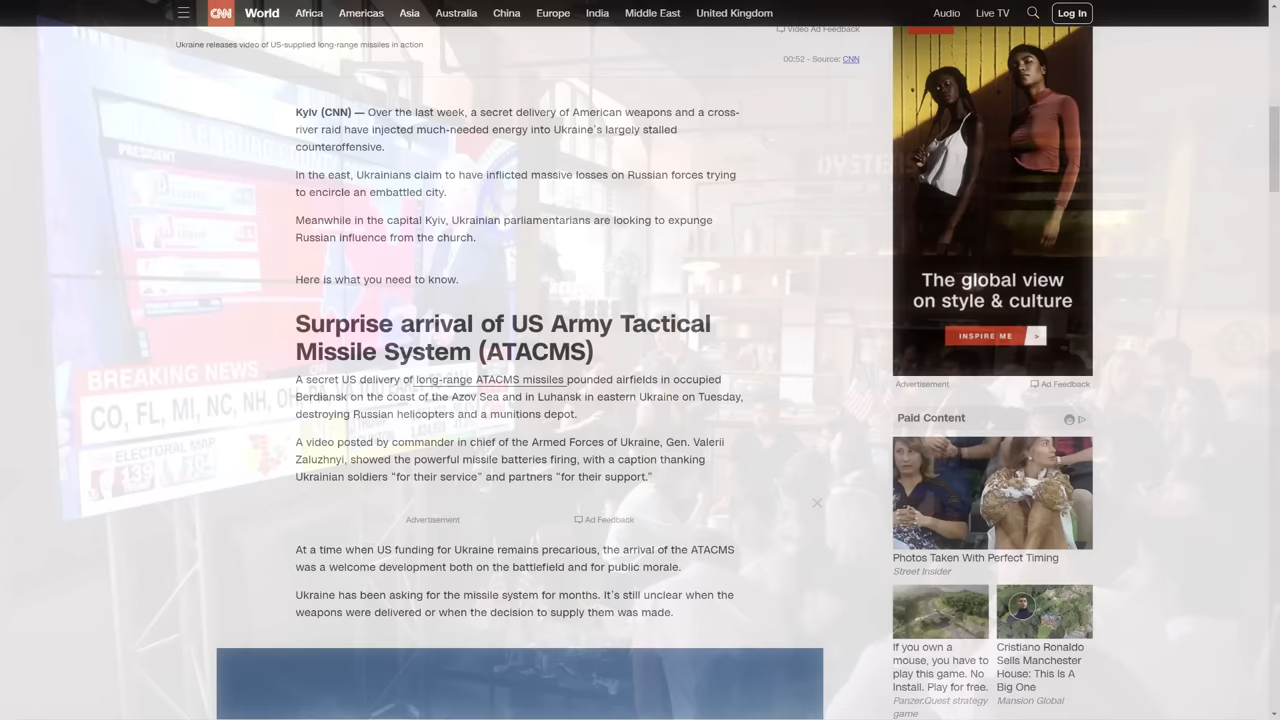 CNN World Africa Americas Asia Australia China Europe India Middle East United Kingdom Audio Live TV Log In
Video Ad Feedback
Ukraine releases video of US-supplied long-range missiles in action
00:52 - Source: CNN
Kyiv (CNN) — Over the last week, a secret delivery of American weapons and a cross-
river raid have injected much-needed energy into Ukraine’s largely stalled
counteroffensive.
In the east, Ukrainians claim to have inflicted massive losses on Russian forces trying
to encircle an embattled city.
Meanwhile in the capital Kyiv, Ukrainian parliamentarians are looking to expunge
Russian influence from the church.
Here is what you need to know.
Surprise arrival of US Army Tactical
Missile System (ATACMS)
A secret US delivery of long-range ATACMS missiles pounded airfields in occupied
Berdiansk on the coast of the Azov Sea and in Luhansk in eastern Ukraine on Tuesday,
destroying Russian helicopters and a munitions depot.
A video posted by commander in chief of the Armed Forces of Ukraine, Gen. Valerii
Zaluzhnyi, showed the powerful missile batteries firing, with a caption thanking
Ukrainian soldiers “for their service” and partners “for their support.”
Advertisement Ad Feedback
At a time when US funding for Ukraine remains precarious, the arrival of the ATACMS
was a welcome development both on the battlefield and for public morale.
Ukraine has been asking for the missile system for months. It’s still unclear when the
weapons were delivered or when the decision to supply them was made.
The global view
on style & culture
INSPIRE ME >
Advertisement Ad Feedback
Paid Content
Photos Taken With Perfect Timing
Street Insider
If you own a
mouse, you have to
play this game. No
Install. Play for free.
Panzer.Quest strategy
game
Cristiano Ronaldo
Sells Manchester
House: This Is A
Big One
Mansion Global
PRESIDENT
BREAKING NEWS
CO, FL, MI, NC, NH, OH
ELECTORAL MAP